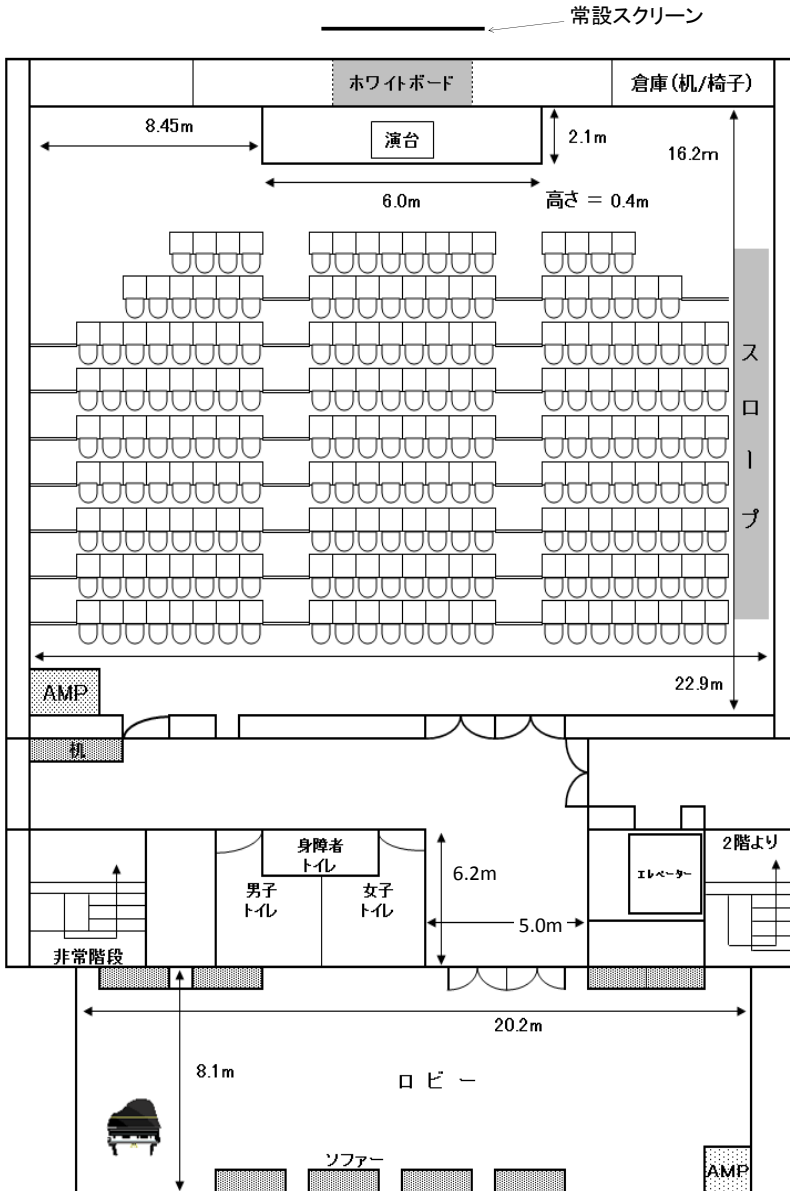 常設スクリーン
ホワイトボード
倉庫(机/椅子)
8.45m
演台
2.1m
16.2m
6.0m
高さ = 0.4m
スロープ
22.9m
AMP
机
身障者
トイレ
2階より
エレベーター
男子
トイレ
女子
トイレ
6.2m
5.0m
非常階段
20.2m
8.1m
ロビー
ソファー
AMP